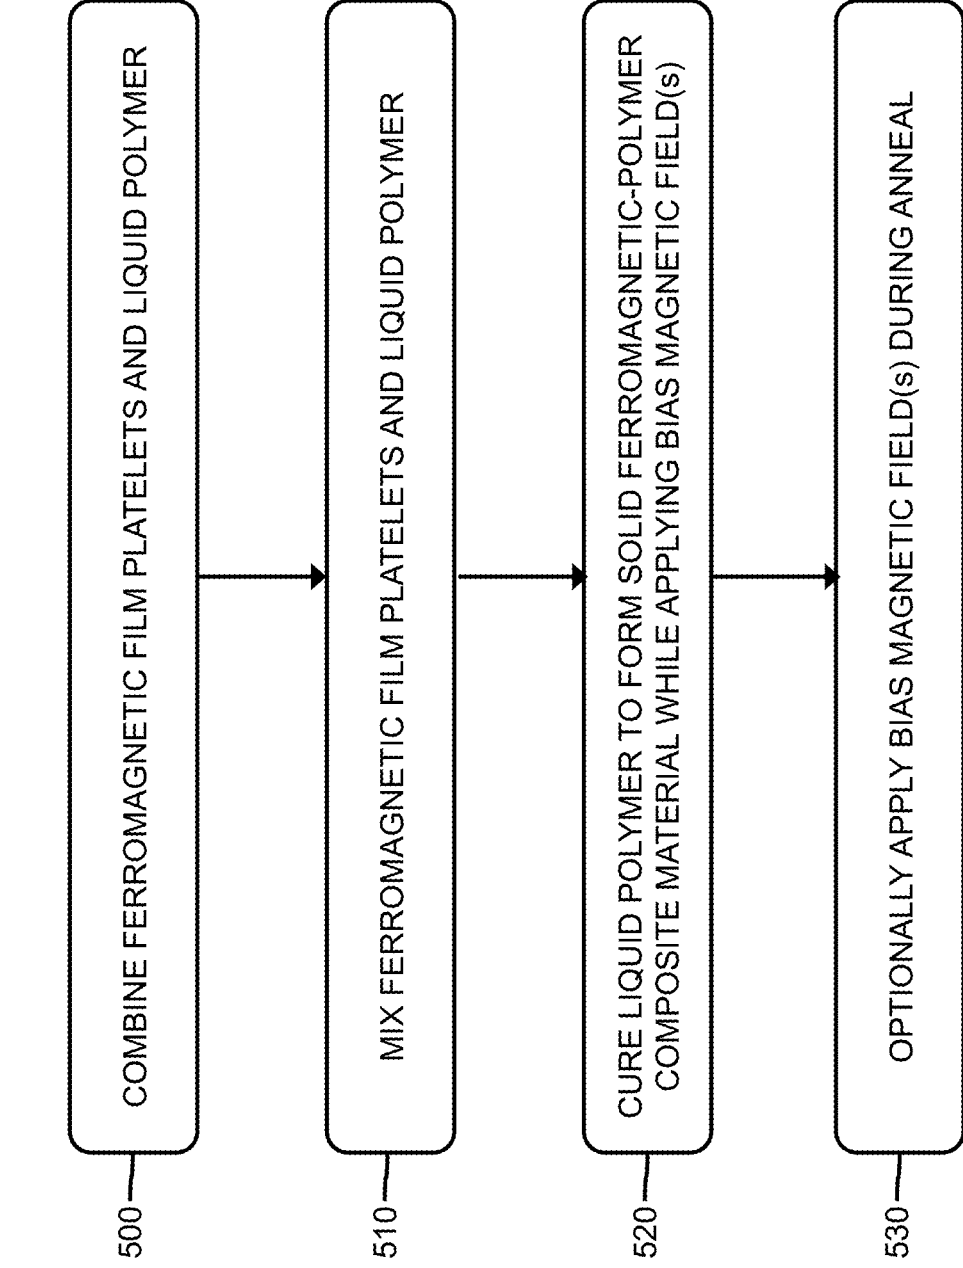 500
COMBINE FERROMAGNETIC FILM PLATELETS AND LIQUID POLYMER
510
MIX FERROMAGNETIC FILM PLATELETS AND LIQUID POLYMER
520
CURE LIQUID POLYMER TO FORM SOLID FERROMAGNETIC-POLYMER
COMPOSITE MATERIAL WHILE APPLYING BIAS MAGNETIC FIELD(s)
530
OPTIONALLY APPLY BIAS MAGNETIC FIELD(s) DURING ANNEAL